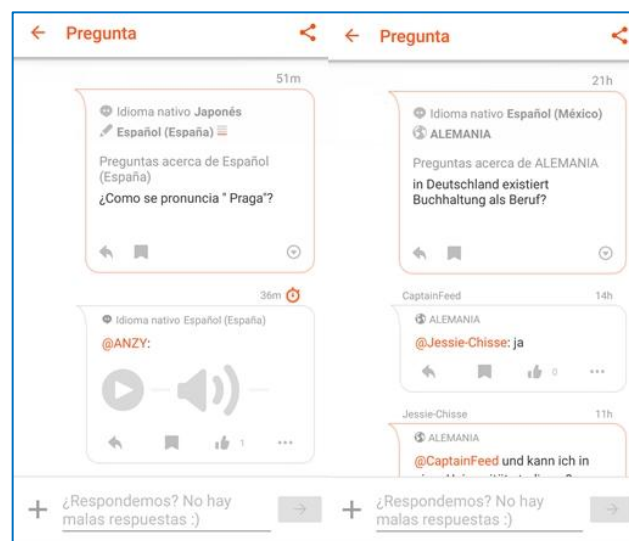 Pregunta
51m
Idioma nativo Japonés
Español (España)
Preguntas acerca de Español
(España)
¿Como se pronuncia " Praga"?
36m
Idioma nativo Español (España)
@ANZY:
1
¿Respondemos? No hay
malas respuestas :)
Pregunta
21h
Idioma nativo Español (México)
ALEMANIA
Preguntas acerca de ALEMANIA
in Deutschland existiert
Buchhaltung als Beruf?
CaptainFeed 14h
ALEMANIA
@Jessie-Chisse: ja
0
Jessie-Chisse 11h
ALEMANIA
@CaptainFeed und kann ich in
¿Respondemos? No hay
malas respuestas :)